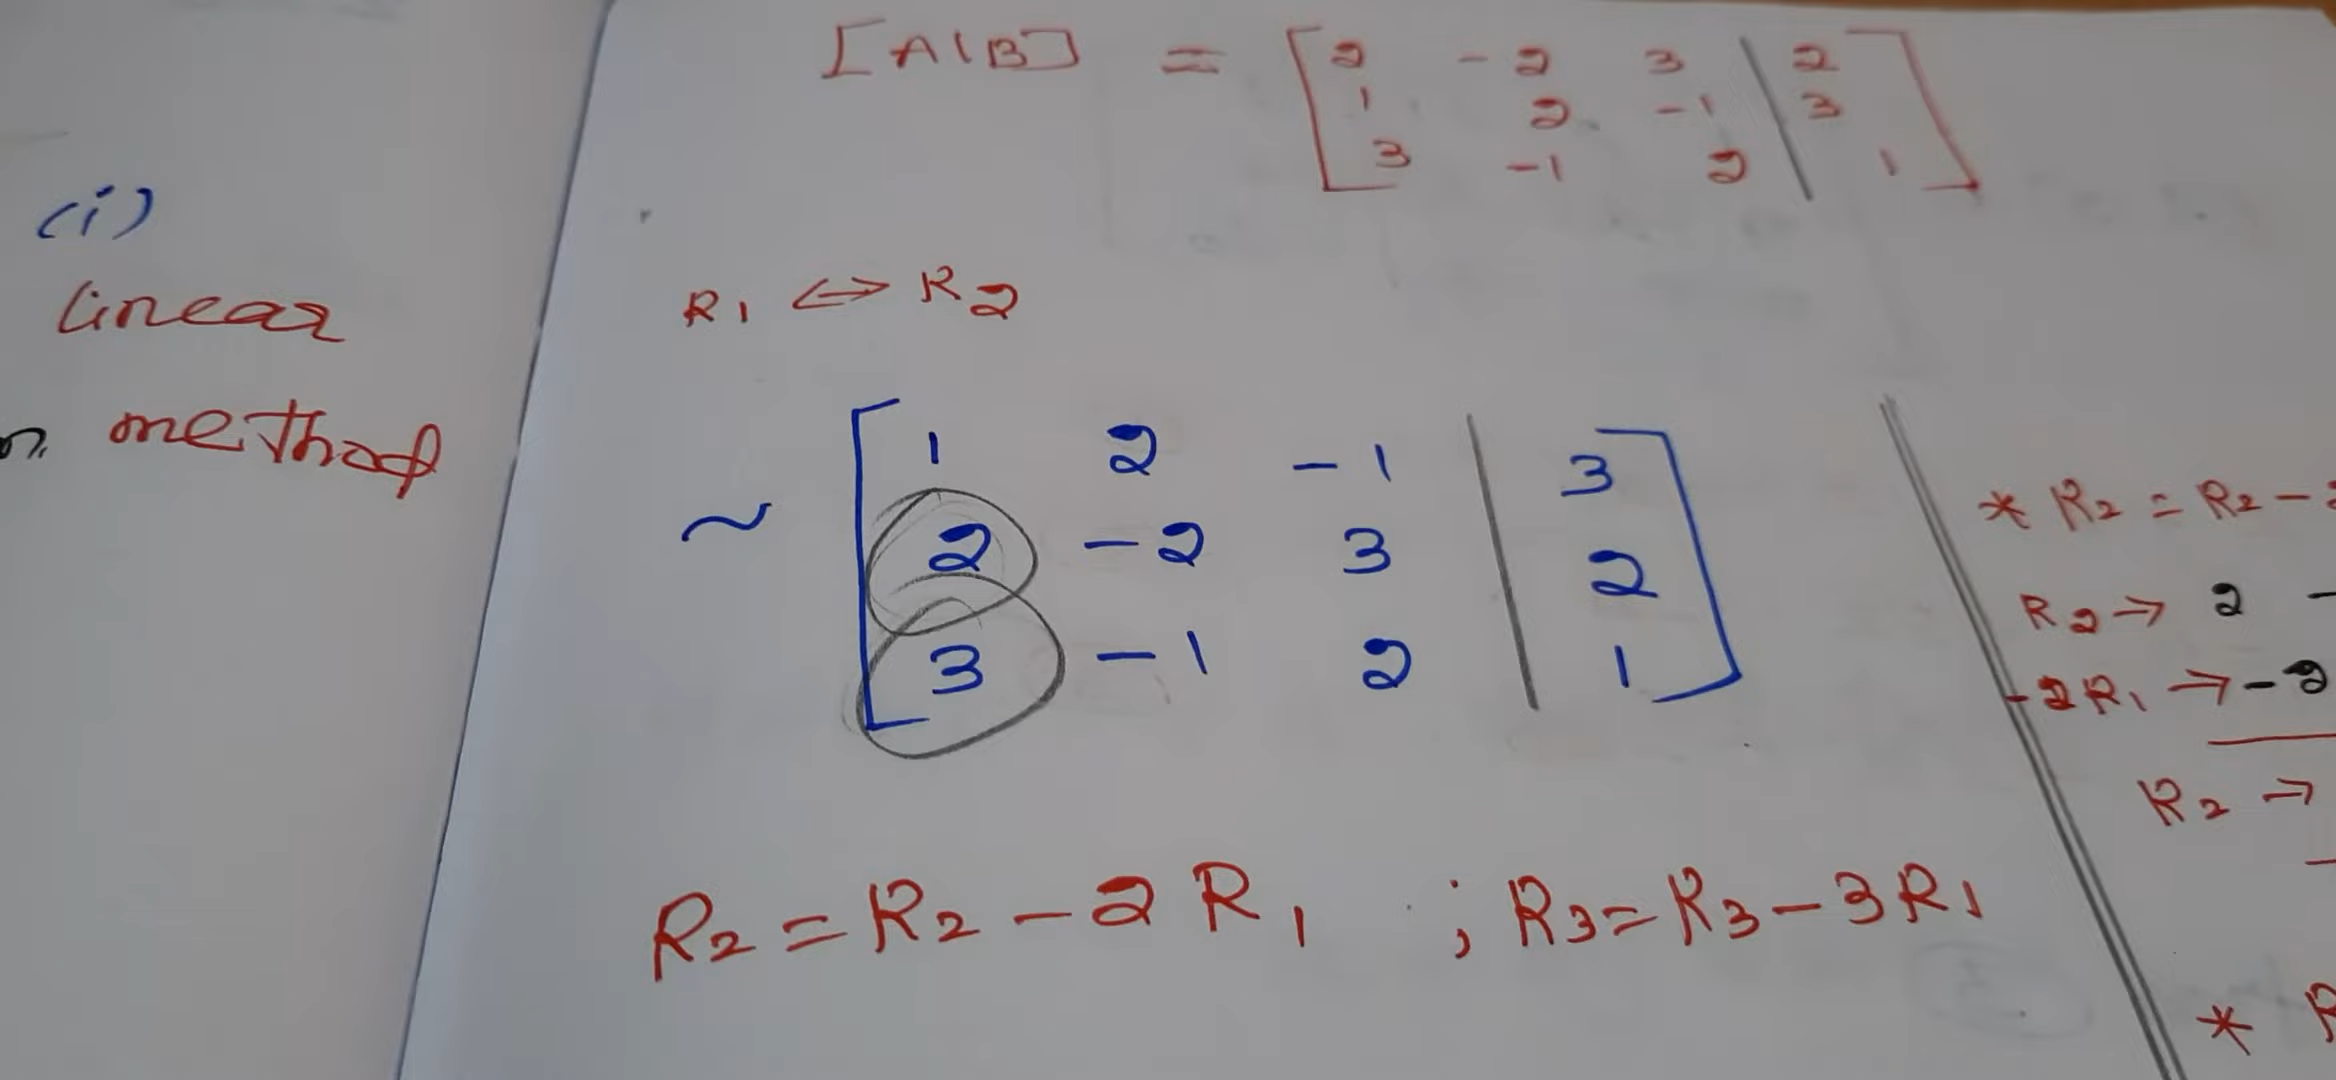 (i)
linear
method
[A|B] = [ 2 -2 3 | 2
1 2 -1 | 3
3 -1 2 | 1 ]
R1 ↔ R2
~ [ 1 2 -1 | 3
2 -2 3 | 2
3 -1 2 | 1 ]
R2 = R2 - 2 R1 ; R3 = R3 - 3R1
* R2 = R2 -
R2 → 2 -
-2R1 → -2
R2 →
* R